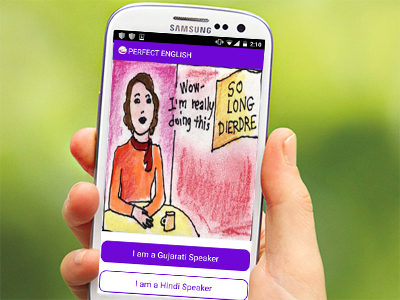 SAMSUNG
2:10
PERFECT ENGLISH
Wow-
I'm really
doing this
SO
LONG
DIERDRE
I am a Gujarati Speaker
I am a Hindi Speaker